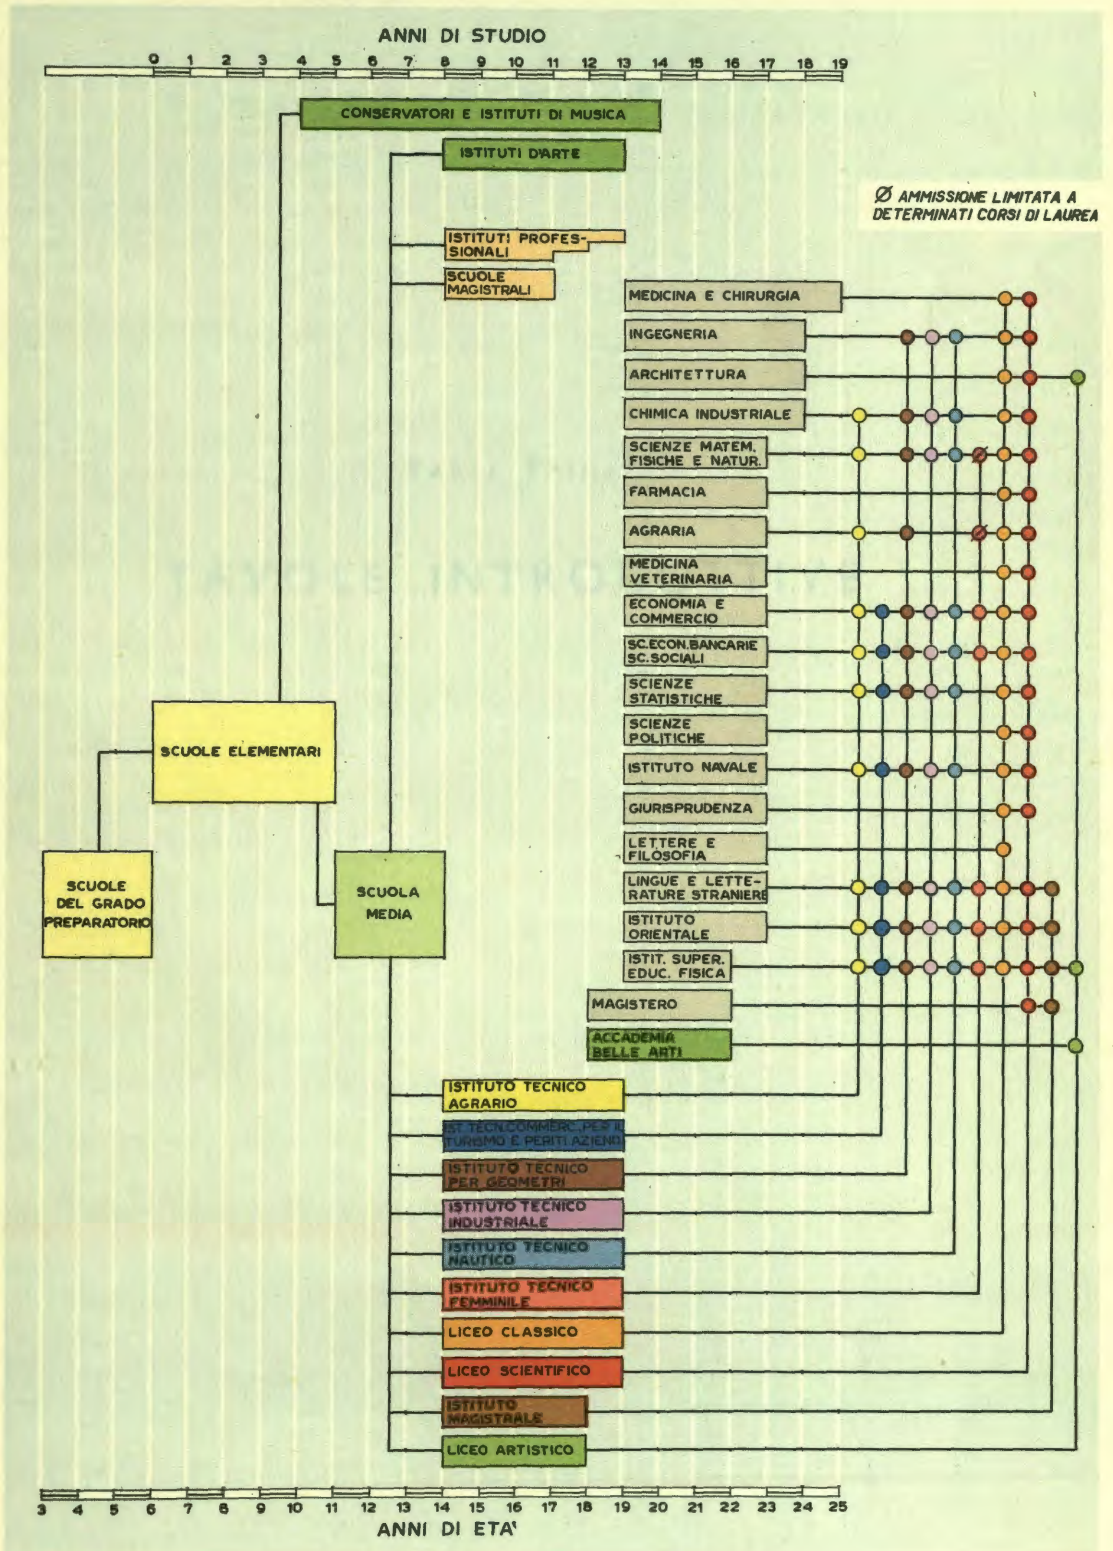 ANNI DI STUDIO
0 1 2 3 4 5 6 7 8 9 10 11 12 13 14 15 16 17 18 19
CONSERVATORI E ISTITUTI DI MUSICA
ISTITUTI D'ARTE
Ø AMMISSIONE LIMITATA A
DETERMINATI CORSI DI LAUREA
ISTITUTI PROFES-
SIONALI
SCUOLE
MAGISTRALI
MEDICINA E CHIRURGIA
INGEGNERIA
ARCHITETTURA
CHIMICA INDUSTRIALE
SCIENZE MATEM.
FISICHE E NATUR.
FARMACIA
AGRARIA
MEDICINA
VETERINARIA
ECONOMIA E
COMMERCIO
SC.ECON.BANCARIE
SC.SOCIALI
SCIENZE
STATISTICHE
SCIENZE
POLITICHE
ISTITUTO NAVALE
GIURISPRUDENZA
LETTERE E
FILOSOFIA
LINGUE E LETTE-
RATURE STRANIERE
ISTITUTO
ORIENTALE
ISTIT. SUPER.
EDUC. FISICA
MAGISTERO
ACCADEMIA
BELLE ARTI
SCUOLE ELEMENTARI
SCUOLE
DEL GRADO
PREPARATORIO
SCUOLA
MEDIA
ISTITUTO TECNICO
AGRARIO
IST. TECN.COMMERC.,PER IL
TURISMO E PERITI AZIEND.
ISTITUTO TECNICO
PER GEOMETRI
ISTITUTO TECNICO
INDUSTRIALE
ISTITUTO TECNICO
NAUTICO
ISTITUTO TECNICO
FEMMINILE
LICEO CLASSICO
LICEO SCIENTIFICO
ISTITUTO
MAGISTRALE
LICEO ARTISTICO
3 4 5 6 7 8 9 10 11 12 13 14 15 16 17 18 19 20 21 22 23 24 25
ANNI DI ETA'